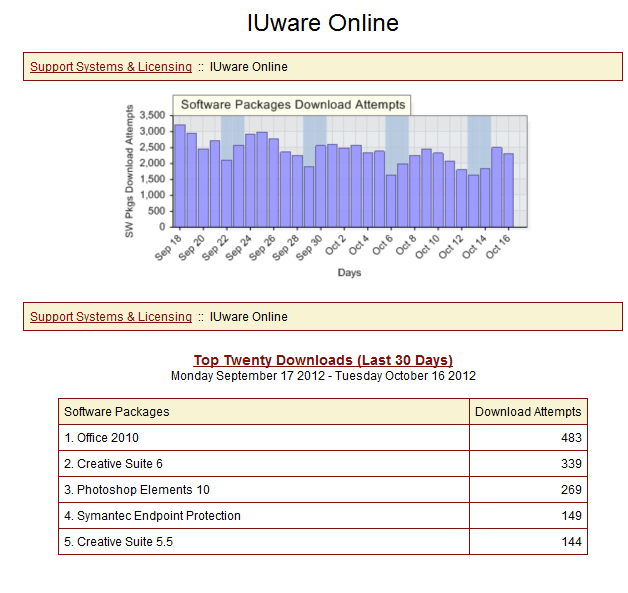 IUware Online
Support Systems & Licensing :: IUware Online
Software Packages Download Attempts
SW Pkgs Download Attempts
3,500
3,000
2,500
2,000
1,500
1,000
500
0
Sep 18
Sep 20
Sep 22
Sep 24
Sep 26
Sep 28
Sep 30
Oct 2
Oct 4
Oct 6
Oct 8
Oct 10
Oct 12
Oct 14
Oct 16
Days
Support Systems & Licensing :: IUware Online
Top Twenty Downloads (Last 30 Days)
Monday September 17 2012 - Tuesday October 16 2012
Software Packages Download Attempts
1. Office 2010 483
2. Creative Suite 6 339
3. Photoshop Elements 10 269
4. Symantec Endpoint Protection 149
5. Creative Suite 5.5 144